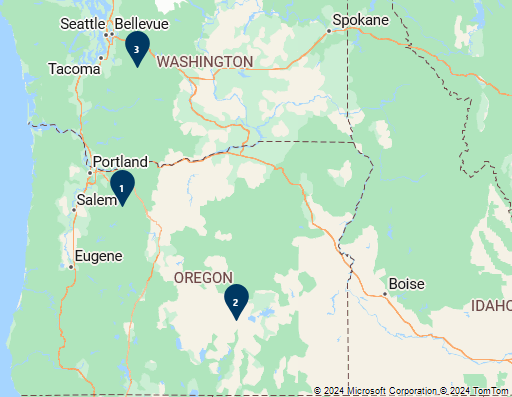 Spokane
Seattle
Bellevue
3
WASHINGTON
Tacoma
Portland
1
Salem
Eugene
OREGON
2
Boise
IDAHO
© 2024 Microsoft Corporation © 2024 TomTom